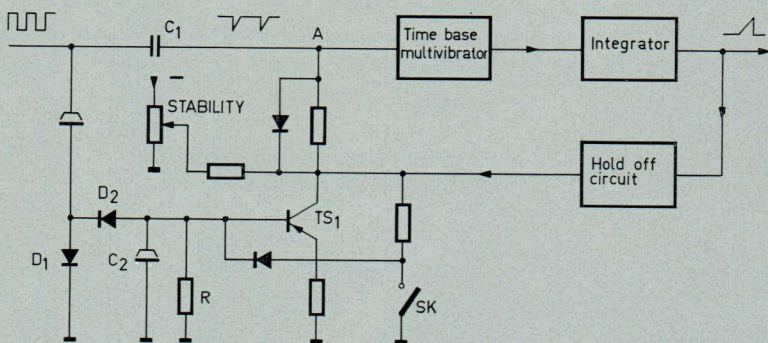 C1
A
Time base
multivibrator
Integrator
−
STABILITY
Hold off
circuit
D2
TS1
D1
C2
R
SK